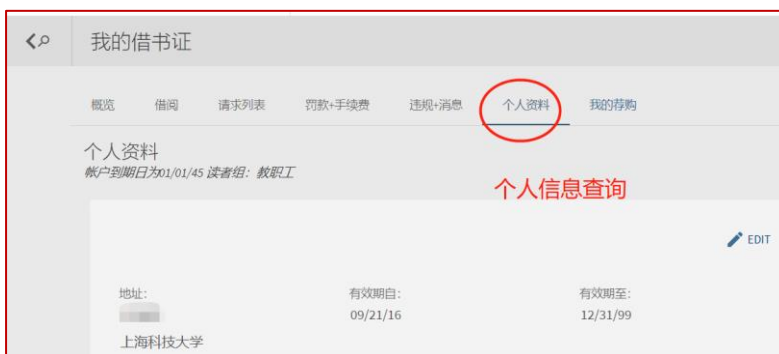 我的借书证
概览 借阅 请求列表 罚款+手续费 违规+消息 个人资料 我的荐购
个人资料
帐户到期日为01/01/45 读者组：教职工
个人信息查询
EDIT
地址： 有效期自： 有效期至：
09/21/16 12/31/99
上海科技大学